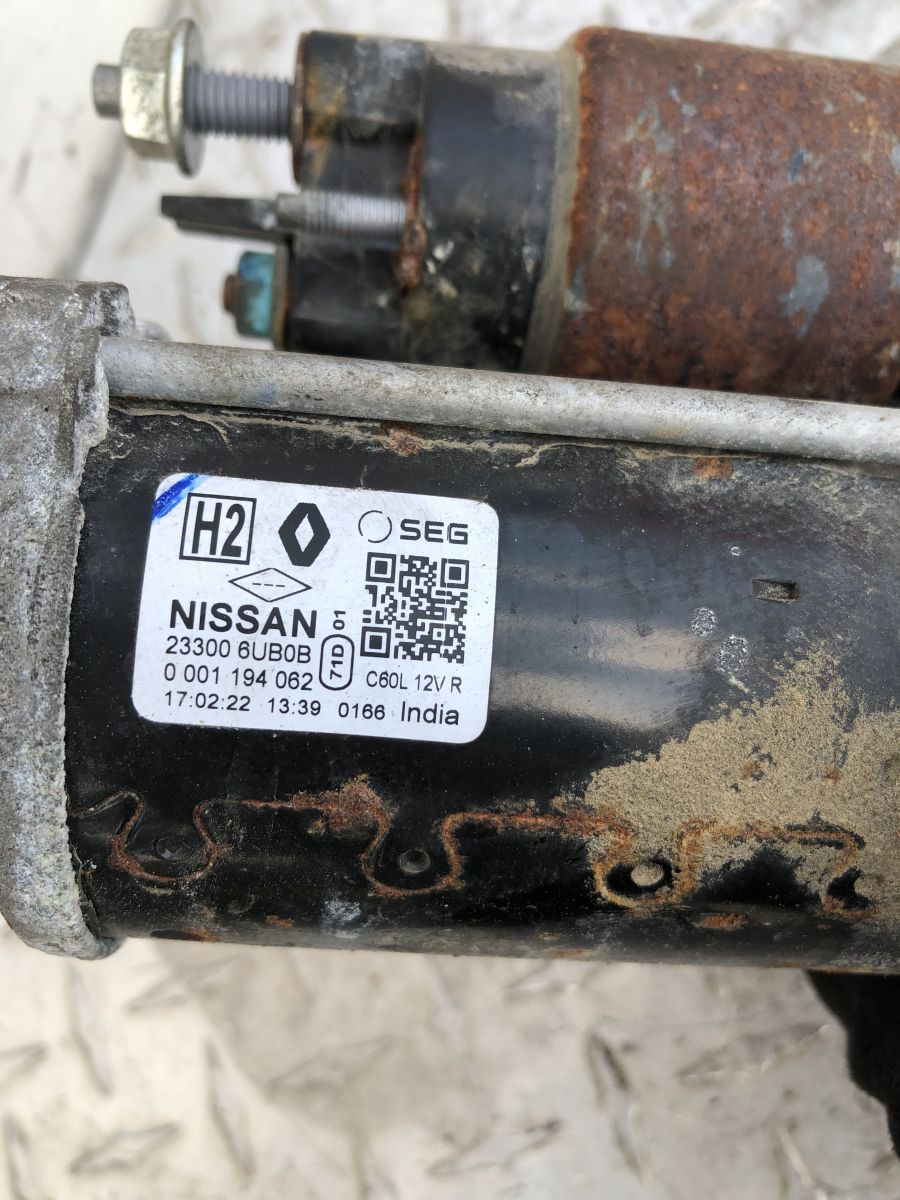 H2
SEG
NISSAN
01
23300 6UB0B
71D
0 001 194 062
C60L 12V R
17:02:22 13:39 0166 India